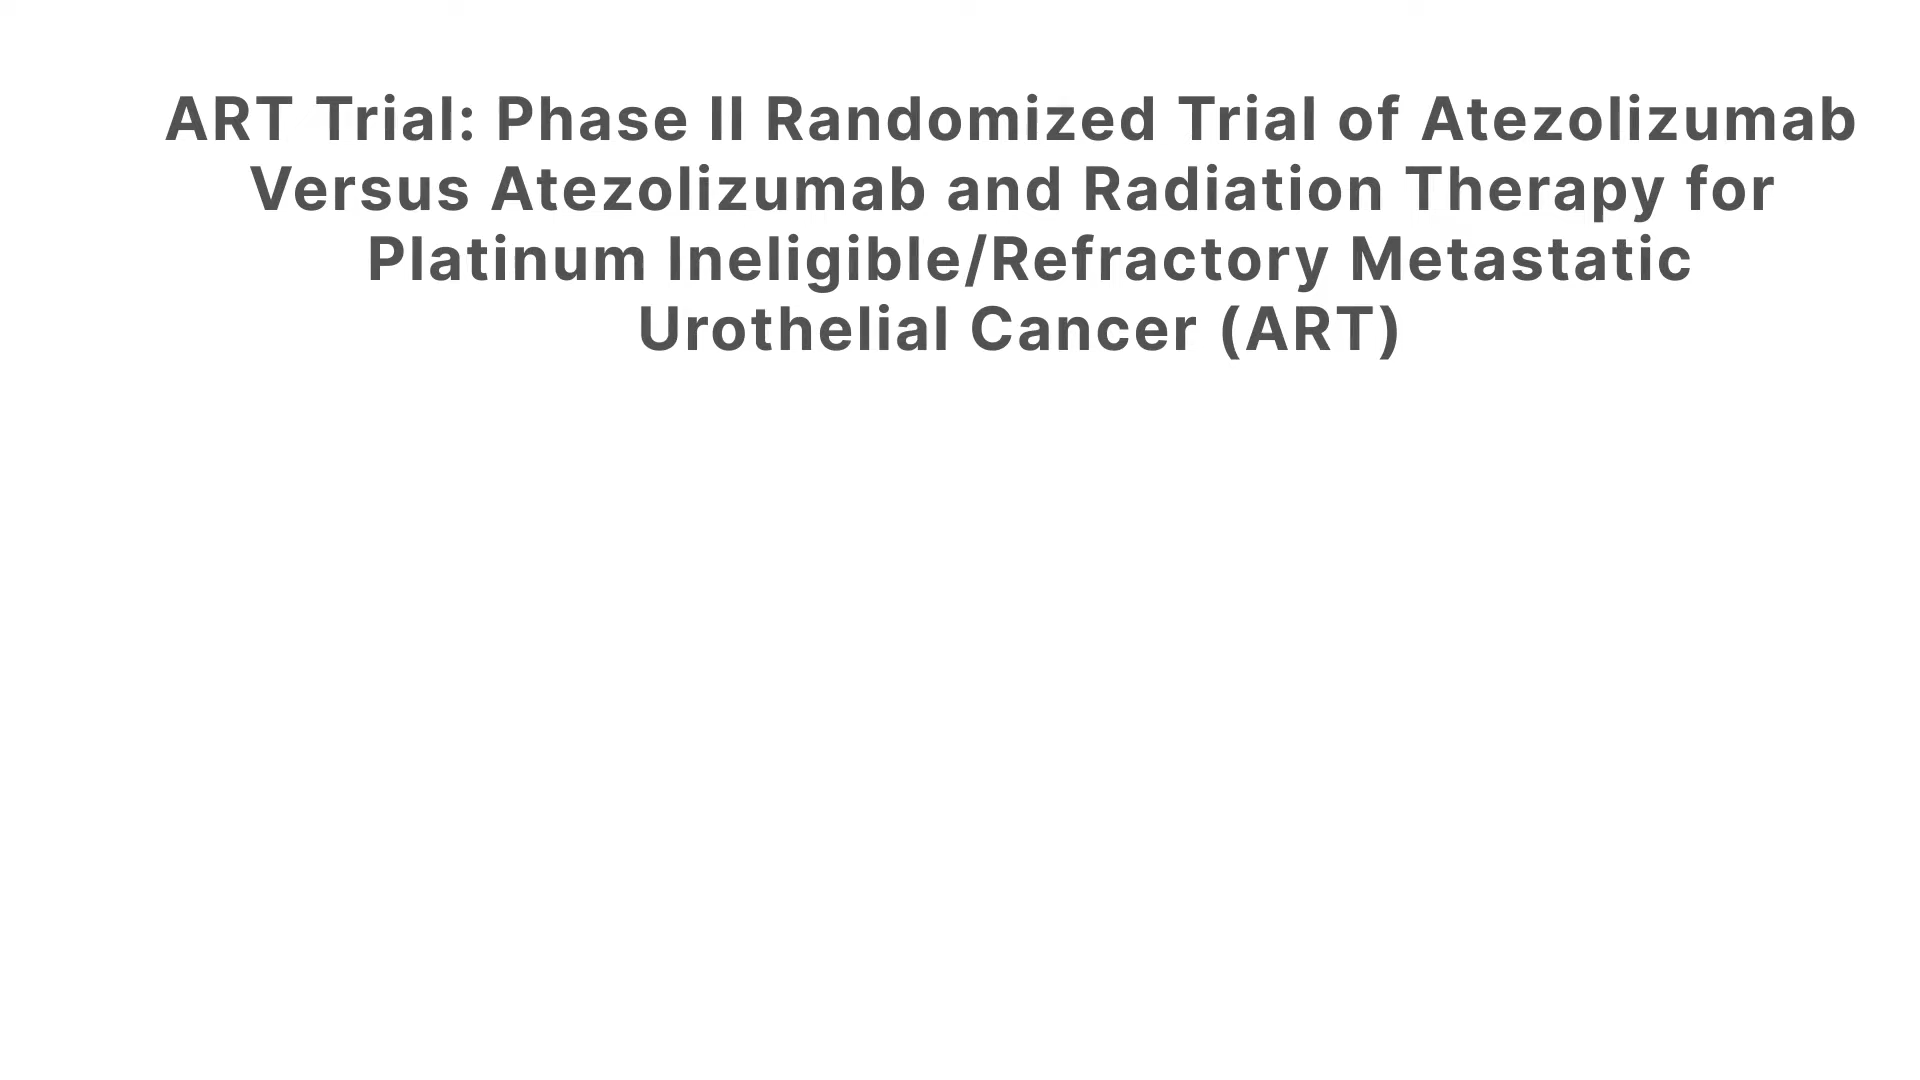 ART Trial: Phase II Randomized Trial of Atezolizumab
Versus Atezolizumab and Radiation Therapy for
Platinum Ineligible/Refractory Metastatic
Urothelial Cancer (ART)